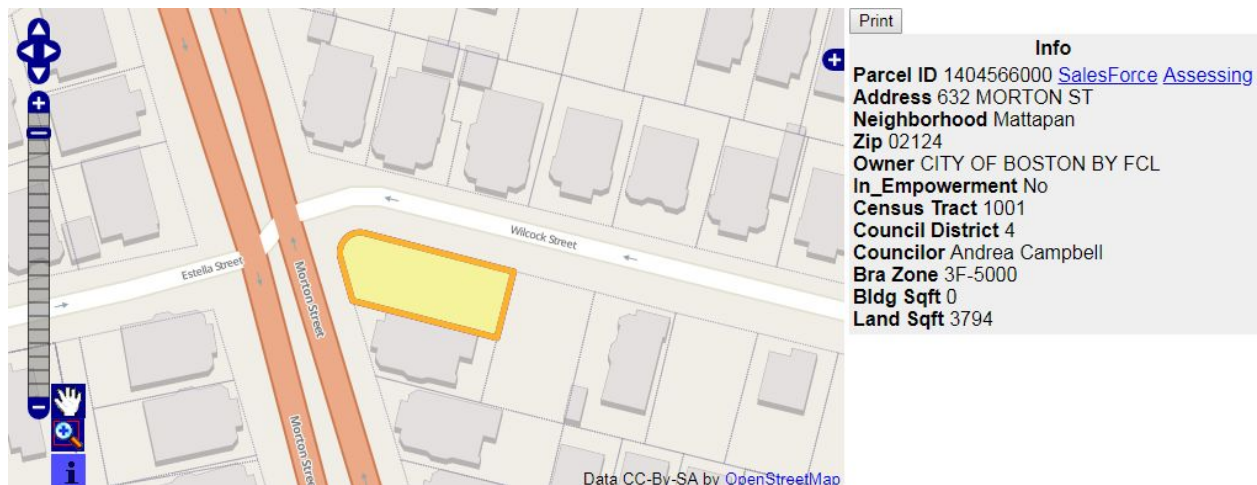 Print
Info
Parcel ID 1404566000 SalesForce Assessing
Address 632 MORTON ST
Neighborhood Mattapan
Zip 02124
Owner CITY OF BOSTON BY FCL
In_Empowerment No
Census Tract 1001
Council District 4
Councilor Andrea Campbell
Bra Zone 3F-5000
Bldg Sqft 0
Land Sqft 3794
Wilcock Street
Estella Street
Morton Street
Morton Street
Data CC-By-SA by OpenStreetMap